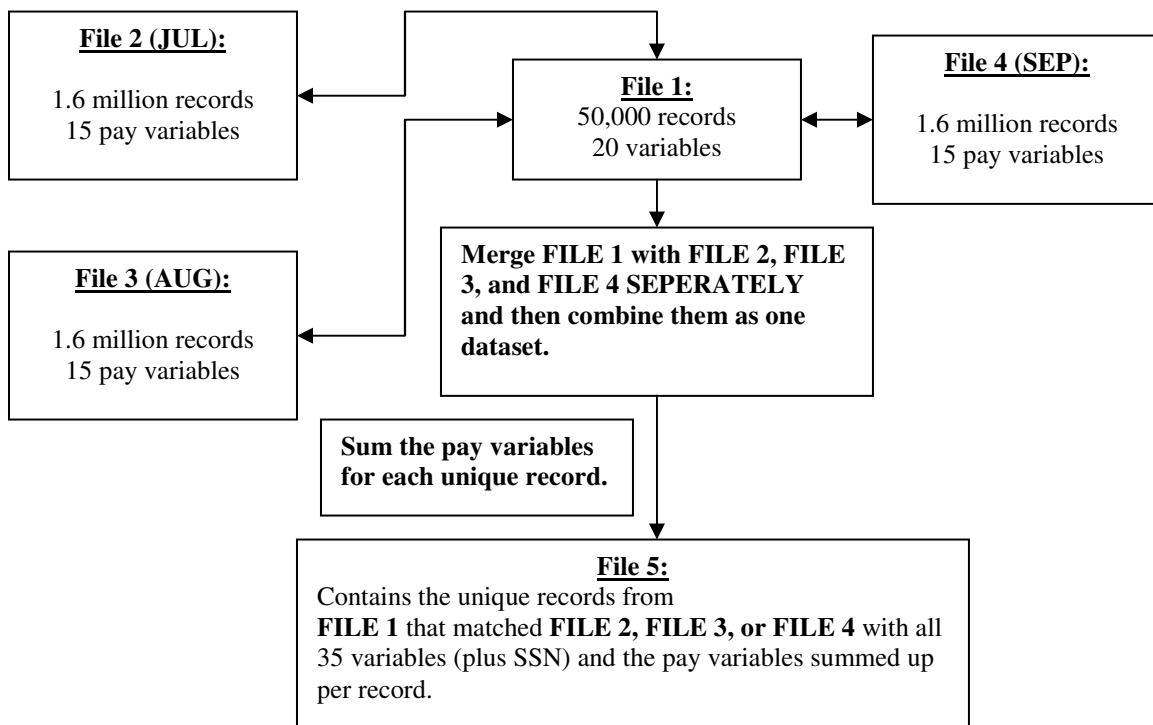 File 2 (JUL):
1.6 million records
15 pay variables
File 1:
50,000 records
20 variables
File 4 (SEP):
1.6 million records
15 pay variables
File 3 (AUG):
1.6 million records
15 pay variables
Merge FILE 1 with FILE 2, FILE
3, and FILE 4 SEPERATELY
and then combine them as one
dataset.
Sum the pay variables
for each unique record.
File 5:
Contains the unique records from
FILE 1 that matched FILE 2, FILE 3, or FILE 4 with all
35 variables (plus SSN) and the pay variables summed up
per record.